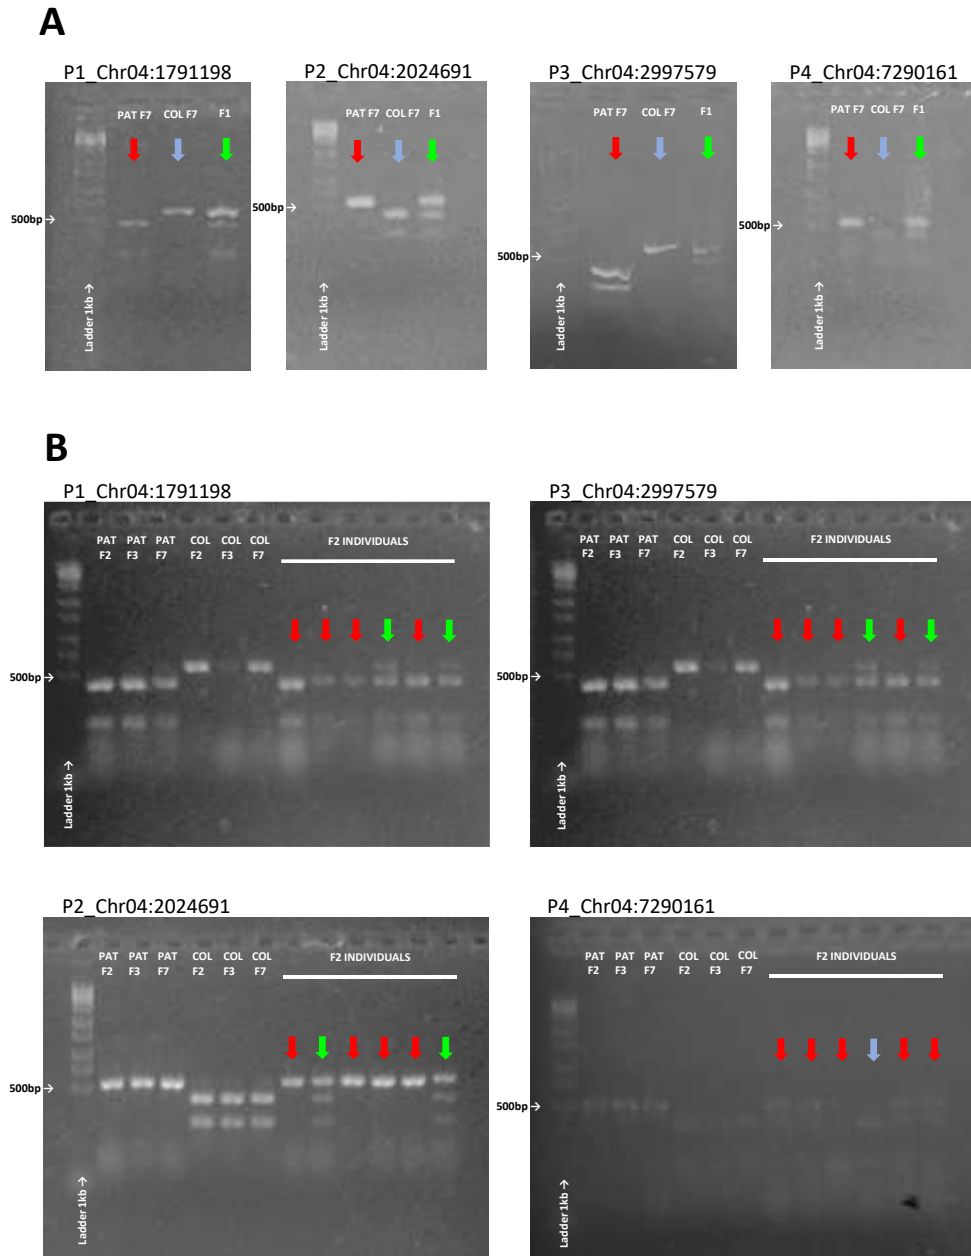 A
P1_Chr04:1791198
P2_Chr04:2024691
P3_Chr04:2997579
P4_Chr04:7290161
PAT F7 COL F7 F1
PAT F7 COL F7 F1
PAT F7 COL F7 F1
PAT F7 COL F7 F1
500bp→
500bp→
500bp→
500bp→
Ladder 1kb →
Ladder 1kb →
Ladder 1kb →
Ladder 1kb →
B
P1_Chr04:1791198
P3_Chr04:2997579
PAT PAT PAT COL COL COL F2 INDIVIDUALS
F2 F3 F7 F2 F3 F7
PAT PAT PAT COL COL COL F2 INDIVIDUALS
F2 F3 F7 F2 F3 F7
500bp→
500bp→
Ladder 1kb →
Ladder 1kb →
P2_Chr04:2024691
P4_Chr04:7290161
PAT PAT PAT COL COL COL F2 INDIVIDUALS
F2 F3 F7 F2 F3 F7
PAT PAT PAT COL COL COL F2 INDIVIDUALS
F2 F3 F7 F2 F3 F7
500bp→
500bp→
Ladder 1kb →
Ladder 1kb →